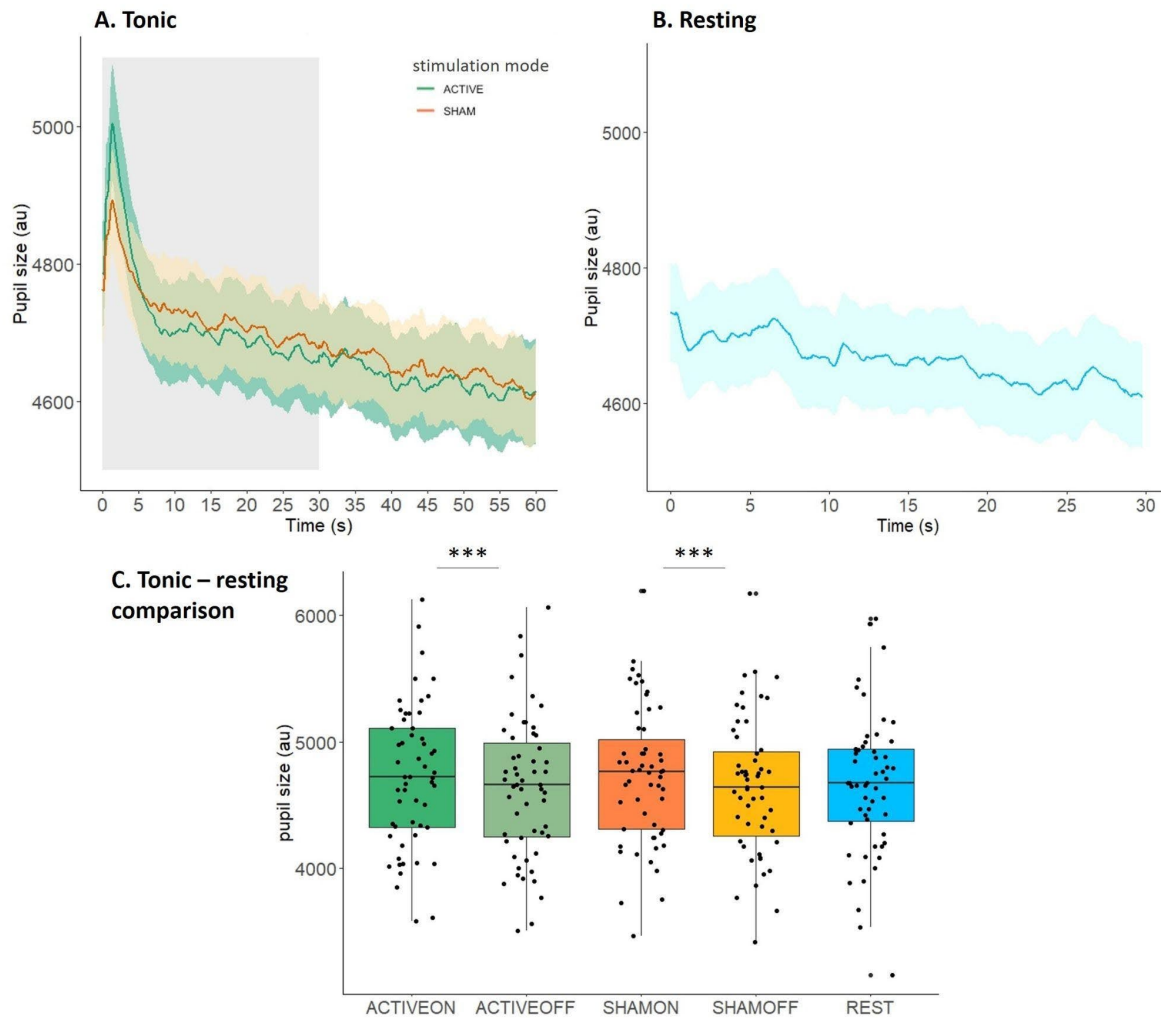 A. Tonic
stimulation mode
ACTIVE
SHAM
5000
4800
4600
Pupil size (au)
0 5 10 15 20 25 30 35 40 45 50 55 60
Time (s)
B. Resting
5000
4800
4600
Pupil size (au)
0 5 10 15 20 25 30
Time (s)
C. Tonic – resting
comparison
*** ***
6000
5000
4000
pupil size (au)
ACTIVEON ACTIVEOFF SHAMON SHAMOFF REST